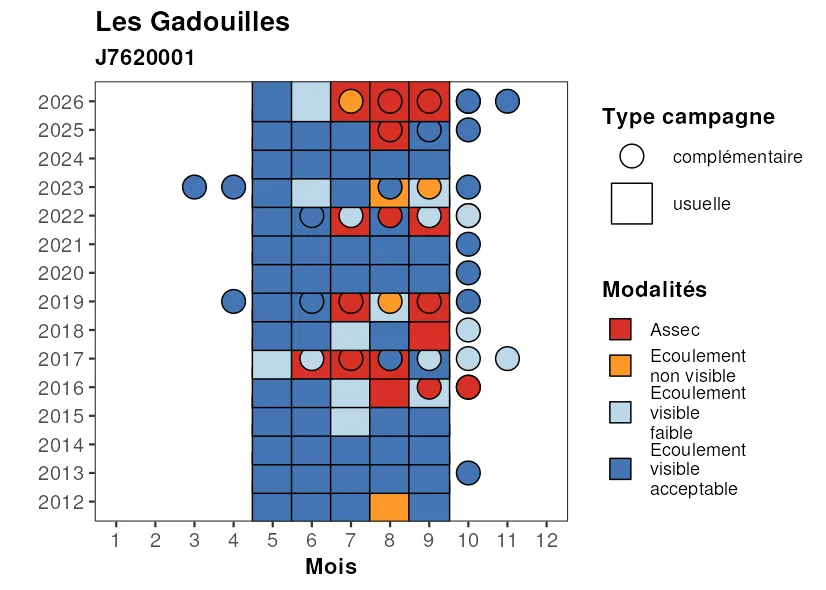 Les Gadouilles
J7620001
2026
2025
2024
2023
2022
2021
2020
2019
2018
2017
2016
2015
2014
2013
2012
1 2 3 4 5 6 7 8 9 10 11 12
Mois
Type campagne
complémentaire
usuelle
Modalités
Assec
Ecoulement
non visible
Ecoulement
visible
faible
Ecoulement
visible
acceptable